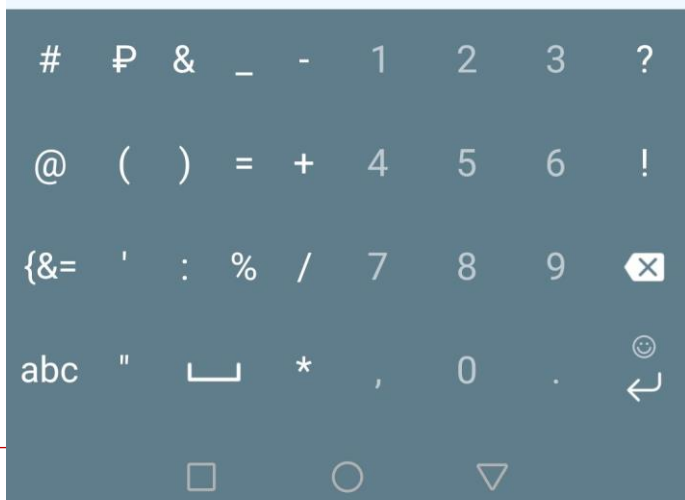 # ₽ & _ - 1 2 3 ?
@ ( ) = + 4 5 6 !
{&= ' : % / 7 8 9
abc " * , 0 .